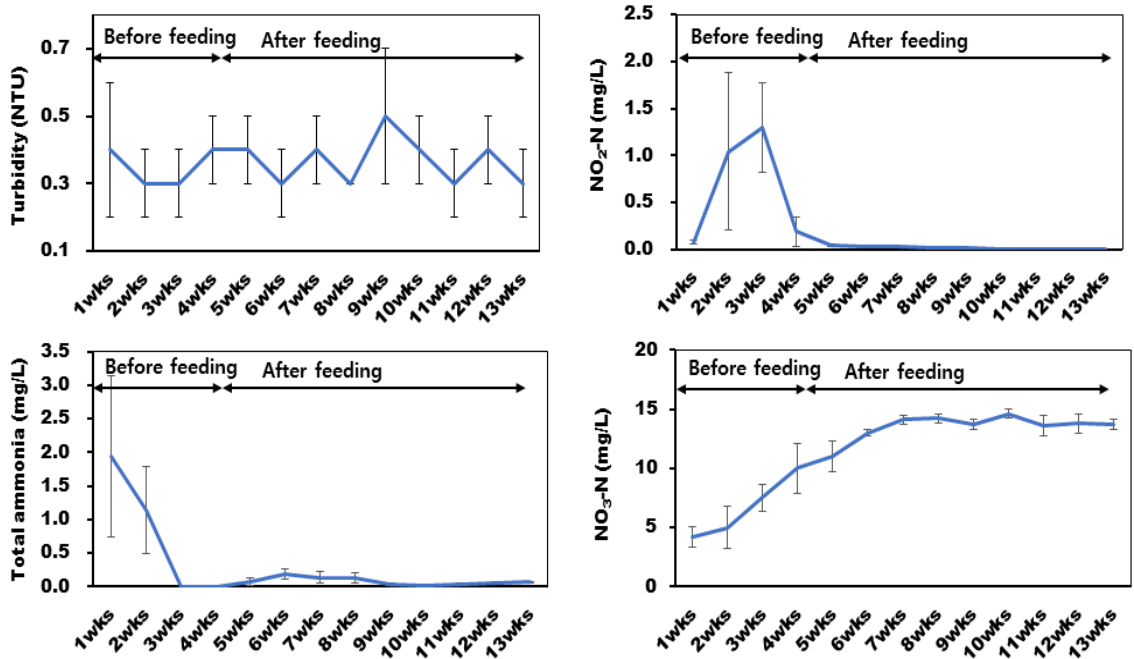 Turbidity (NTU)
0.7
0.5
0.3
0.1
Before feeding
After feeding
1wks
2wks
3wks
4wks
5wks
6wks
7wks
8wks
9wks
10wks
11wks
12wks
13wks
NO₂-N (mg/L)
2.5
2.0
1.5
1.0
0.5
0.0
Before feeding
After feeding
1wks
2wks
3wks
4wks
5wks
6wks
7wks
8wks
9wks
10wks
11wks
12wks
13wks
Total ammonia (mg/L)
3.5
3.0
2.5
2.0
1.5
1.0
0.5
0.0
Before feeding
After feeding
1wks
2wks
3wks
4wks
5wks
6wks
7wks
8wks
9wks
10wks
11wks
12wks
13wks
NO₃-N (mg/L)
20
15
10
5
0
Before feeding
After feeding
1wks
2wks
3wks
4wks
5wks
6wks
7wks
8wks
9wks
10wks
11wks
12wks
13wks